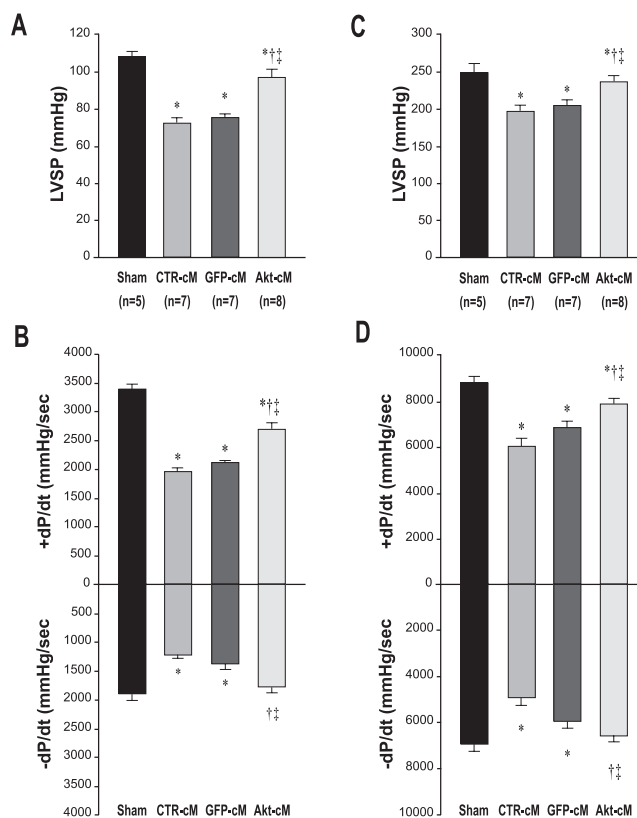 A
LVSP (mmHg)
120
100
80
60
40
20
0
*†‡
*
*
Sham
CTR-cM
GFP-cM
Akt-cM
(n=5)
(n=7)
(n=7)
(n=8)
C
LVSP (mmHg)
300
250
200
150
100
50
0
*†‡
*
*
Sham
CTR-cM
GFP-cM
Akt-cM
(n=5)
(n=7)
(n=7)
(n=8)
B
+dP/dt (mmHg/sec)
-dP/dt (mmHg/sec
4000
3500
3000
2500
2000
1500
1000
500
0
500
1000
1500
2000
2500
3000
3500
4000
*†‡
*
*
*
*
†‡
Sham
CTR-cM
GFP-cM
Akt-cM
D
+dP/dt (mmHg/sec)
-dP/dt (mmHg/sec
10000
8000
6000
4000
2000
0
2000
4000
6000
8000
10000
*†‡
*
*
*
*
†‡
Sham
CTR-cM
GFP-cM
Akt-cM